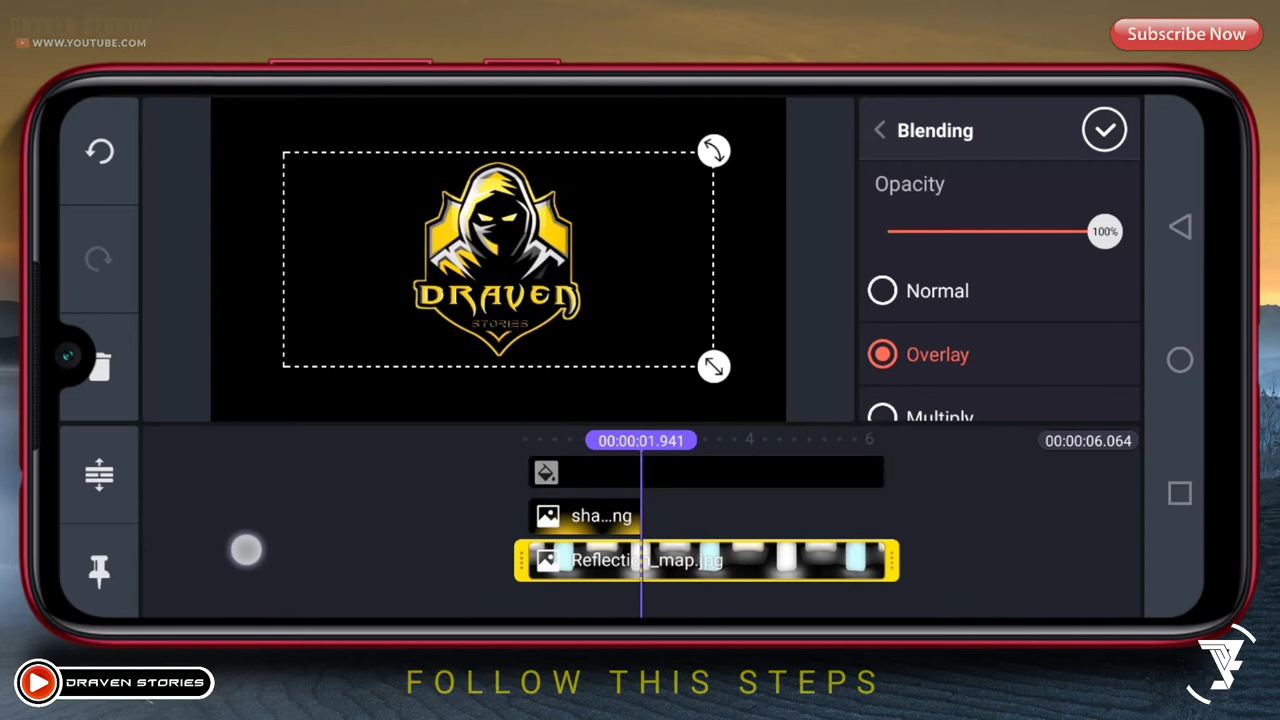 WWW.YOUTUBE.COM
Subscribe Now
Blending
Opacity
100%
Normal
Overlay
Multiply
DRAVEN
STORIES
00:00:01.941
4
6
00:00:06.064
sha...ng
Reflection_map.jpg
DRAVEN STORIES
FOLLOW THIS STEPS